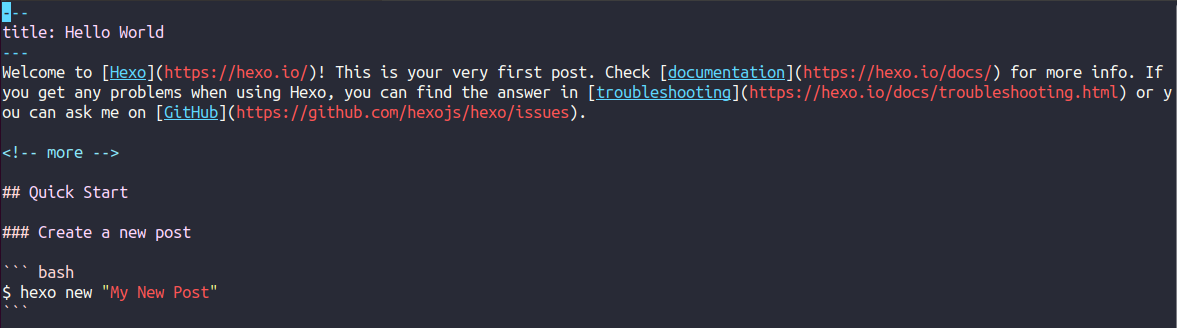 ---
title: Hello World
---
Welcome to [Hexo](https://hexo.io/)! This is your very first post. Check [documentation](https://hexo.io/docs/) for more info. If
you get any problems when using Hexo, you can find the answer in [troubleshooting](https://hexo.io/docs/troubleshooting.html) or y
ou can ask me on [GitHub](https://github.com/hexojs/hexo/issues).
<!-- more -->
## Quick Start
### Create a new post
``` bash
$ hexo new "My New Post"
```